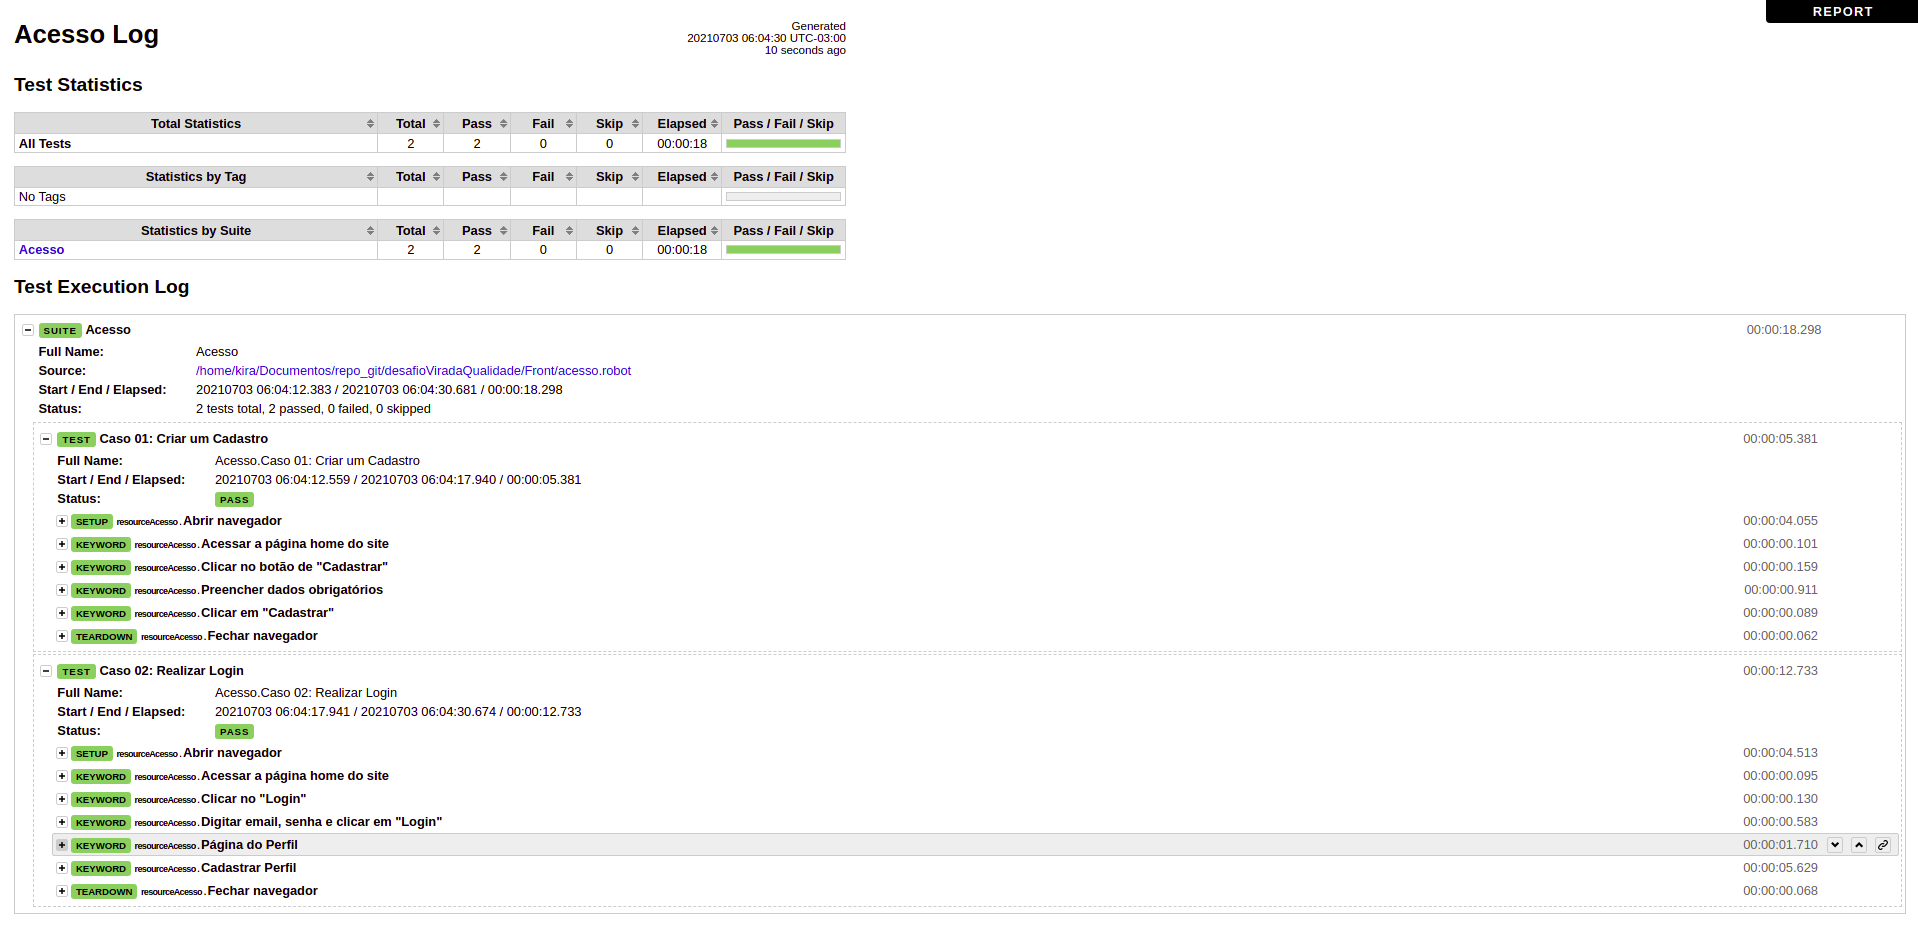 REPORT
Acesso Log
Generated
20210703 06:04:30 UTC-03:00
10 seconds ago
Test Statistics
Total Statistics Total Pass Fail Skip Elapsed Pass / Fail / Skip
All Tests 2 2 0 0 00:00:18
Statistics by Tag Total Pass Fail Skip Elapsed Pass / Fail / Skip
No Tags
Statistics by Suite Total Pass Fail Skip Elapsed Pass / Fail / Skip
Acesso 2 2 0 0 00:00:18
Test Execution Log
SUITE Acesso 00:00:18.298
Full Name: Acesso
Source: /home/kira/Documentos/repo_git/desafioViradaQualidade/Front/acesso.robot
Start / End / Elapsed: 20210703 06:04:12.383 / 20210703 06:04:30.681 / 00:00:18.298
Status: 2 tests total, 2 passed, 0 failed, 0 skipped
TEST Caso 01: Criar um Cadastro 00:00:05.381
Full Name: Acesso.Caso 01: Criar um Cadastro
Start / End / Elapsed: 20210703 06:04:12.559 / 20210703 06:04:17.940 / 00:00:05.381
Status: PASS
SETUP resourceAcesso.Abrir navegador 00:00:04.055
KEYWORD resourceAcesso.Acessar a página home do site 00:00:00.101
KEYWORD resourceAcesso.Clicar no botão de "Cadastrar" 00:00:00.159
KEYWORD resourceAcesso.Preencher dados obrigatórios 00:00:00.911
KEYWORD resourceAcesso.Clicar em "Cadastrar" 00:00:00.089
TEARDOWN resourceAcesso.Fechar navegador 00:00:00.062
TEST Caso 02: Realizar Login 00:00:12.733
Full Name: Acesso.Caso 02: Realizar Login
Start / End / Elapsed: 20210703 06:04:17.941 / 20210703 06:04:30.674 / 00:00:12.733
Status: PASS
SETUP resourceAcesso.Abrir navegador 00:00:04.513
KEYWORD resourceAcesso.Acessar a página home do site 00:00:00.095
KEYWORD resourceAcesso.Clicar no "Login" 00:00:00.130
KEYWORD resourceAcesso.Digitar email, senha e clicar em "Login" 00:00:00.583
KEYWORD resourceAcesso.Página do Perfil 00:00:01.710
KEYWORD resourceAcesso.Cadastrar Perfil 00:00:05.629
TEARDOWN resourceAcesso.Fechar navegador 00:00:00.068